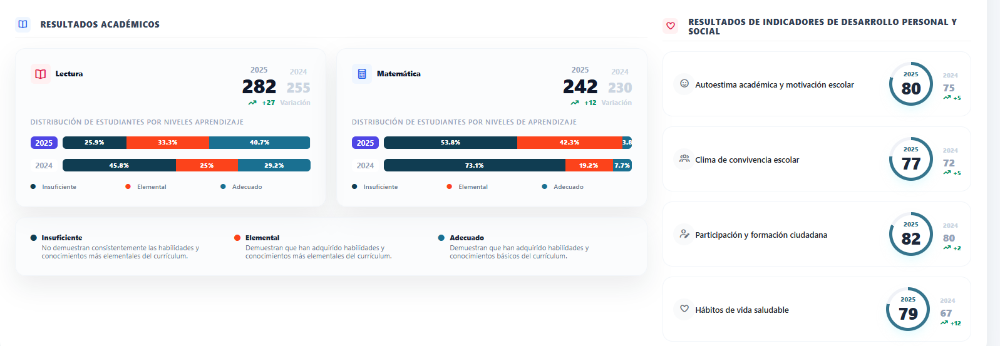 RESULTADOS ACADÉMICOS
Lectura
2025 2024
282 255
+27 Variación
DISTRIBUCIÓN DE ESTUDIANTES POR NIVELES APRENDIZAJE
2025 25.9% 33.3% 40.7%
2024 45.8% 25% 29.2%
Insuficiente Elemental Adecuado
Matemática
2025 2024
242 230
+12 Variación
DISTRIBUCIÓN DE ESTUDIANTES POR NIVELES DE APRENDIZAJE
2025 53.8% 42.3% 3.8
2024 73.1% 19.2% 7.7%
Insuficiente Elemental Adecuado
Insuficiente
No demuestran consistentemente las habilidades y
conocimientos más elementales del currículum.
Elemental
Demuestran que han adquirido habilidades y
conocimientos más elementales del currículum.
Adecuado
Demuestran que han adquirido habilidades y
conocimientos básicos del currículum.
RESULTADOS DE INDICADORES DE DESARROLLO PERSONAL Y
SOCIAL
Autoestima académica y motivación escolar
2025
80
2024
75
+5
Clima de convivencia escolar
2025
77
2024
72
+5
Participación y formación ciudadana
2025
82
2024
80
+2
Hábitos de vida saludable
2025
79
2024
67
+12